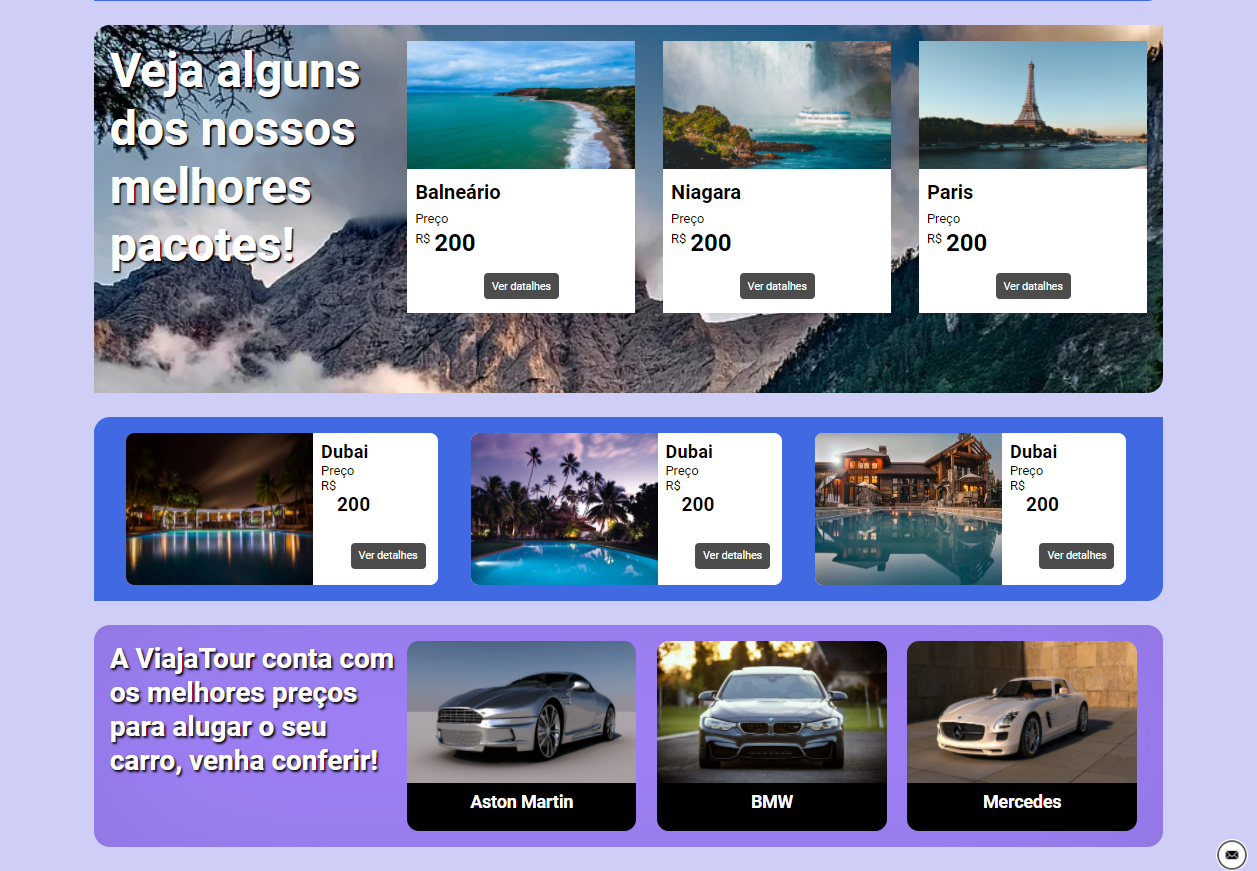 Veja alguns
dos nossos
melhores
pacotes!
Balneário
Preço
R$ 200
Ver datalhes
Niagara
Preço
R$ 200
Ver datalhes
Paris
Preço
R$ 200
Ver datalhes
Dubai
Preço
R$
200
Ver detalhes
Dubai
Preço
R$
200
Ver detalhes
Dubai
Preço
R$
200
Ver detalhes
A ViajaTour conta com
os melhores preços
para alugar o seu
carro, venha conferir!
Aston Martin
BMW
Mercedes